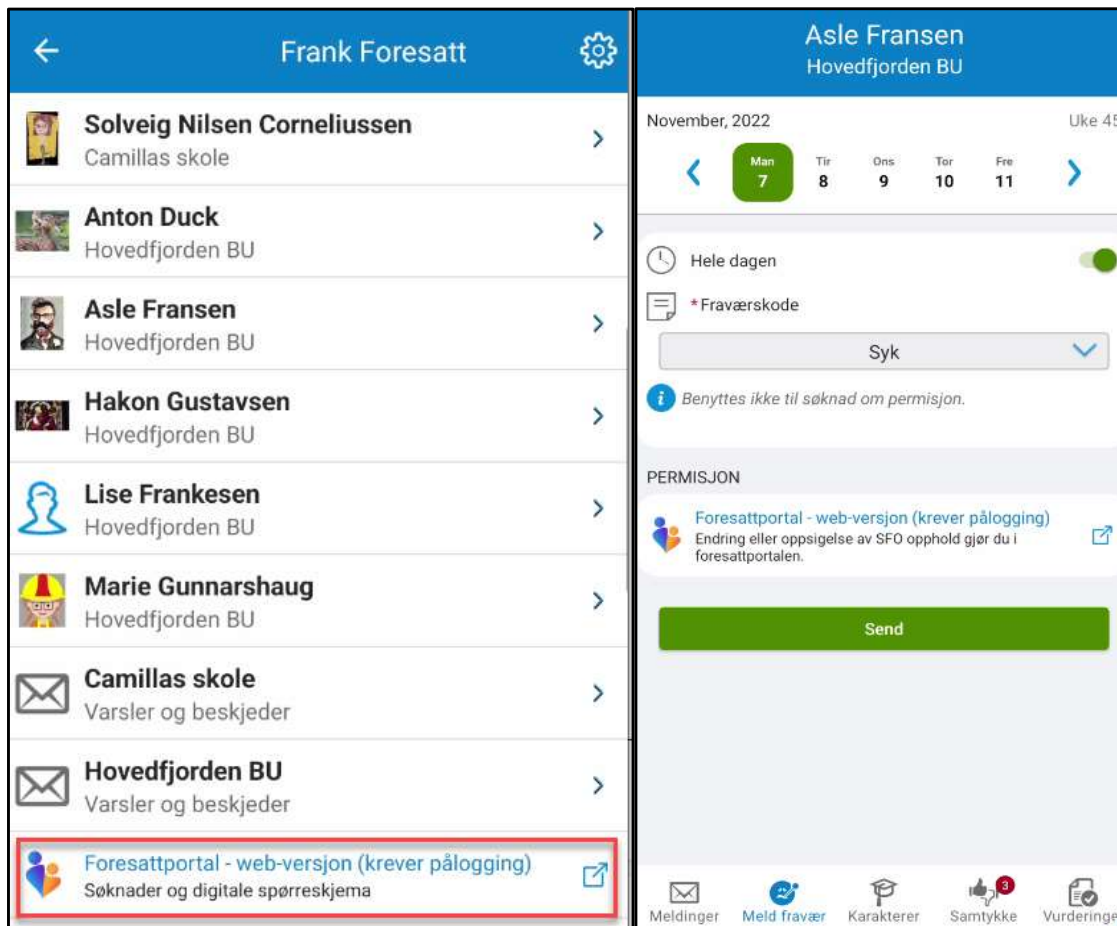 Frank Foresatt
Solveig Nilsen Corneliussen
Camillas skole
Anton Duck
Hovedfjorden BU
Asle Fransen
Hovedfjorden BU
Hakon Gustavsen
Hovedfjorden BU
Lise Frankesen
Hovedfjorden BU
Marie Gunnarshaug
Hovedfjorden BU
Camillas skole
Varsler og beskjeder
Hovedfjorden BU
Varsler og beskjeder
Foresattportal - web-versjon (krever pålogging)
Søknader og digitale spørreskjema
Asle Fransen
Hovedfjorden BU
November, 2022 Uke 45
Man Tir Ons Tor Fre
7 8 9 10 11
Hele dagen
*Fraværskode
Syk
i Benyttes ikke til søknad om permisjon.
PERMISJON
Foresattportal - web-versjon (krever pålogging)
Endring eller oppsigelse av SFO opphold gjør du i
foresattportalen.
Send
3
Meldinger Meld fravær Karakterer Samtykke Vurderinge